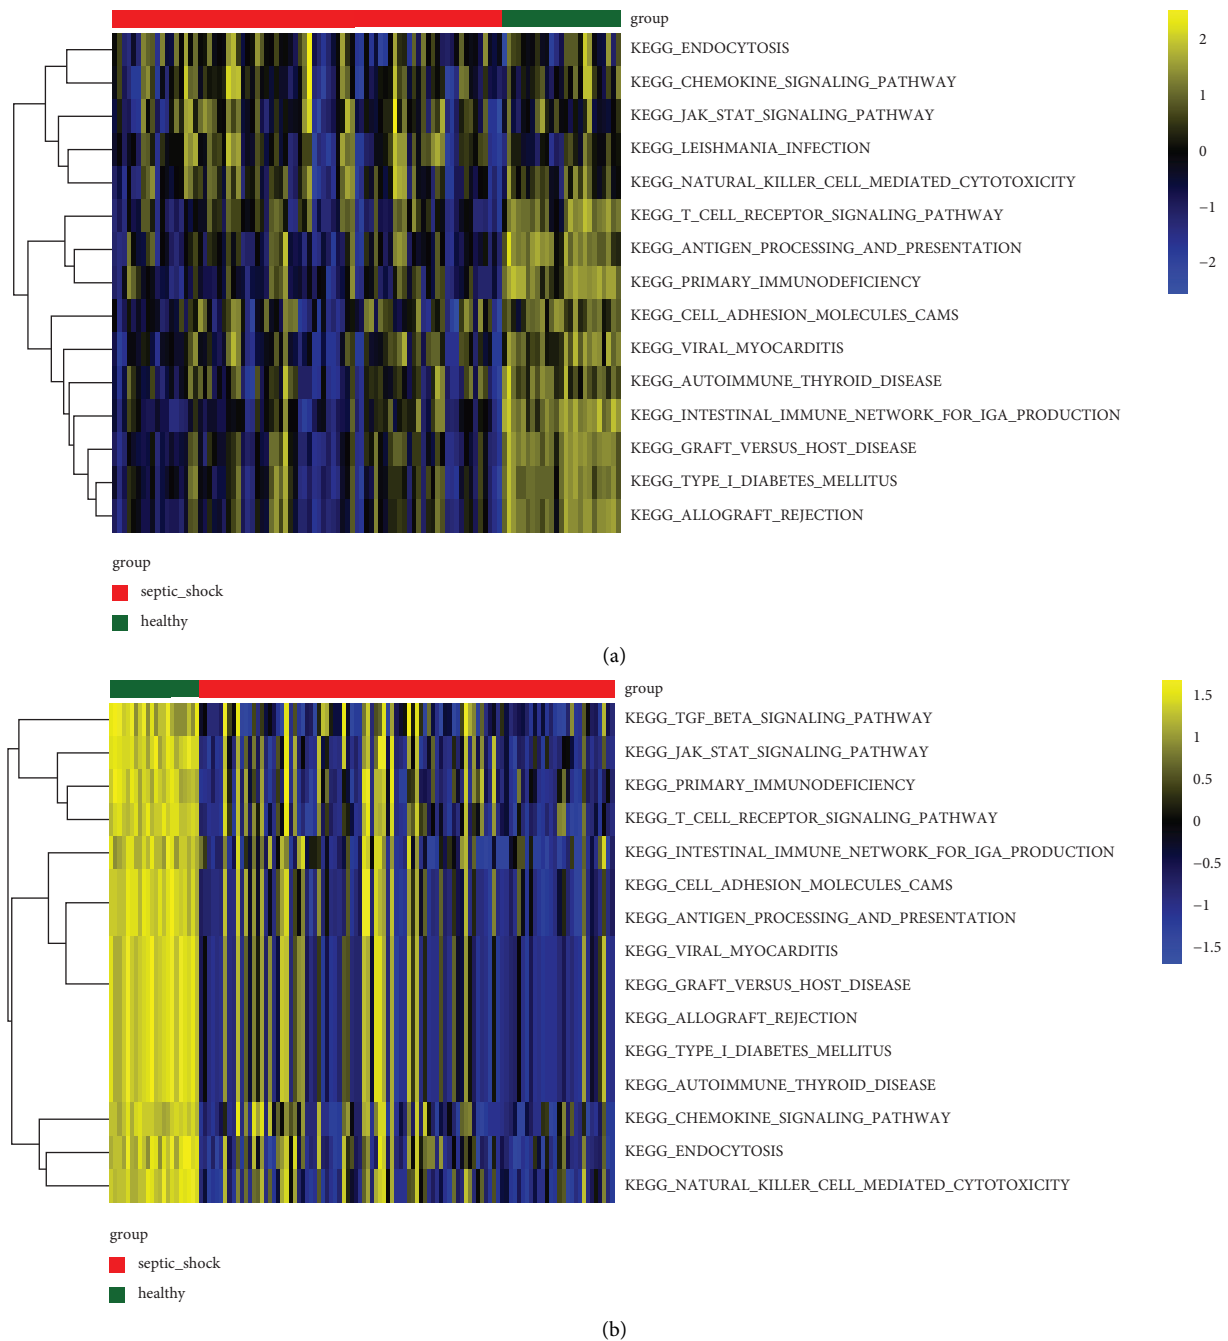 group
KEGG_ENDOCYTOSIS
KEGG_CHEMOKINE_SIGNALING_PATHWAY
KEGG_JAK_STAT_SIGNALING_PATHWAY
KEGG_LEISHMANIA_INFECTION
KEGG_NATURAL_KILLER_CELL_MEDIATED_CYTOTOXICITY
KEGG_T_CELL_RECEPTOR_SIGNALING_PATHWAY
KEGG_ANTIGEN_PROCESSING_AND_PRESENTATION
KEGG_PRIMARY_IMMUNODEFICIENCY
KEGG_CELL_ADHESION_MOLECULES_CAMS
KEGG_VIRAL_MYOCARDITIS
KEGG_AUTOIMMUNE_THYROID_DISEASE
KEGG_INTESTINAL_IMMUNE_NETWORK_FOR_IGA_PRODUCTION
KEGG_GRAFT_VERSUS_HOST_DISEASE
KEGG_TYPE_I_DIABETES_MELLITUS
KEGG_ALLOGRAFT_REJECTION
2
1
0
−1
−2
group
septic_shock
healthy
(a)
group
KEGG_TGF_BETA_SIGNALING_PATHWAY
KEGG_JAK_STAT_SIGNALING_PATHWAY
KEGG_PRIMARY_IMMUNODEFICIENCY
KEGG_T_CELL_RECEPTOR_SIGNALING_PATHWAY
KEGG_INTESTINAL_IMMUNE_NETWORK_FOR_IGA_PRODUCTION
KEGG_CELL_ADHESION_MOLECULES_CAMS
KEGG_ANTIGEN_PROCESSING_AND_PRESENTATION
KEGG_VIRAL_MYOCARDITIS
KEGG_GRAFT_VERSUS_HOST_DISEASE
KEGG_ALLOGRAFT_REJECTION
KEGG_TYPE_I_DIABETES_MELLITUS
KEGG_AUTOIMMUNE_THYROID_DISEASE
KEGG_CHEMOKINE_SIGNALING_PATHWAY
KEGG_ENDOCYTOSIS
KEGG_NATURAL_KILLER_CELL_MEDIATED_CYTOTOXICITY
1.5
1
0.5
0
−0.5
−1
−1.5
group
septic_shock
healthy
(b)